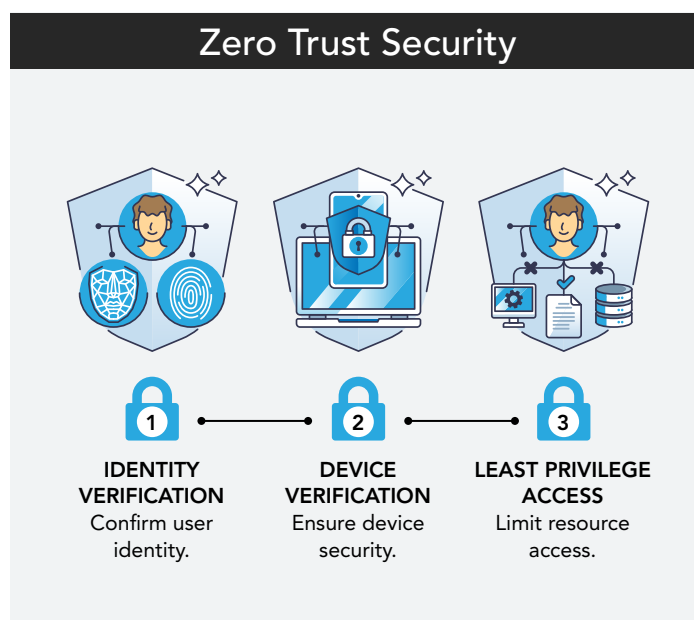 Zero Trust Security
1
2
3
IDENTITY
VERIFICATION
Confirm user
identity.
DEVICE
VERIFICATION
Ensure device
security.
LEAST PRIVILEGE
ACCESS
Limit resource
access.